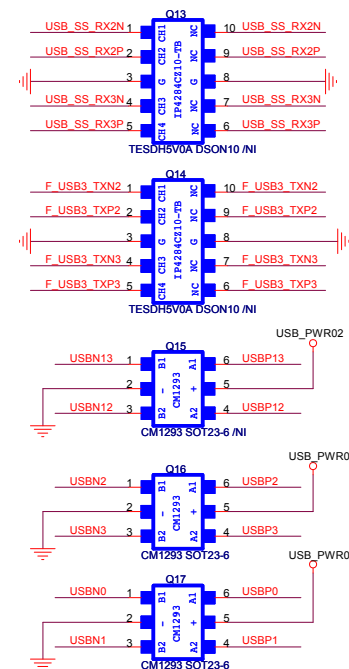 Q13
USB_SS_RX2N 1 CH1 NC 10 USB_SS_RX2N
USB_SS_RX2P 2 CH2 NC 9 USB_SS_RX2P
3 G G 8
USB_SS_RX3N 4 CH3 NC 7 USB_SS_RX3N
USB_SS_RX3P 5 CH4 NC 6 USB_SS_RX3P
IP4284CZ10-TB
TESDH5V0A DSON10 /NI
Q14
F_USB3_TXN2 1 CH1 NC 10 F_USB3_TXN2
F_USB3_TXP2 2 CH2 NC 9 F_USB3_TXP2
3 G G 8
F_USB3_TXN3 4 CH3 NC 7 F_USB3_TXN3
F_USB3_TXP3 5 CH4 NC 6 F_USB3_TXP3
IP4284CZ10-TB
TESDH5V0A DSON10 /NI
USB_PWR02
Q15
USBN13 1 B1 A1 6 USBP13
2 - + 5
USBN12 3 B2 A2 4 USBP12
CM1293
CM1293 SOT23-6 /NI
USB_PWR0
Q16
USBN2 1 B1 A1 6 USBP2
2 - + 5
USBN3 3 B2 A2 4 USBP3
CM1293
CM1293 SOT23-6
USB_PWR0
Q17
USBN0 1 B1 A1 6 USBP0
2 - + 5
USBN1 3 B2 A2 4 USBP1
CM1293
CM1293 SOT23-6